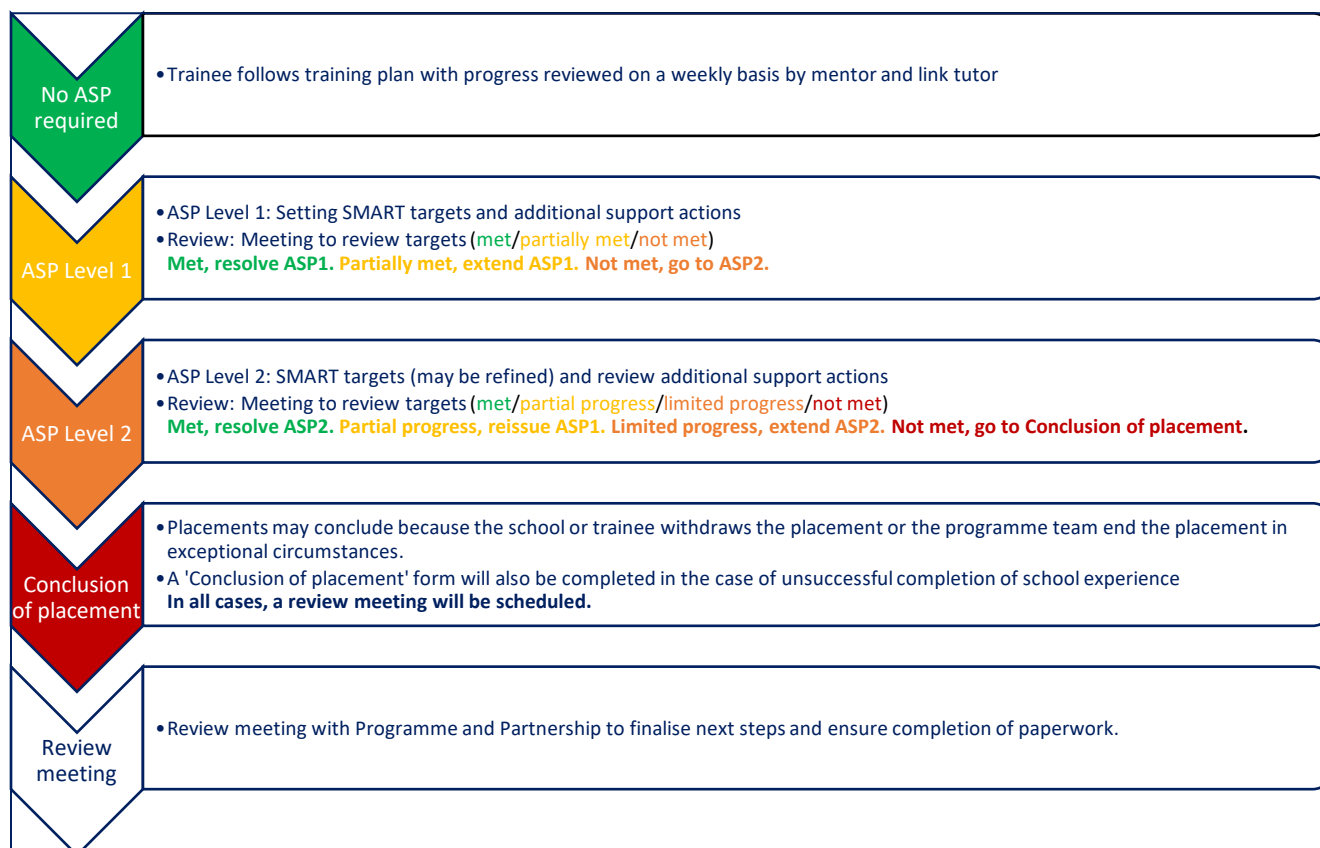 No ASP
required
•Trainee follows training plan with progress reviewed on a weekly basis by mentor and link tutor
ASP Level 1
•ASP Level 1: Setting SMART targets and additional support actions
•Review: Meeting to review targets (met/partially met/not met)
Met, resolve ASP1. Partially met, extend ASP1. Not met, go to ASP2.
ASP Level 2
•ASP Level 2: SMART targets (may be refined) and review additional support actions
•Review: Meeting to review targets (met/partial progress/limited progress/not met)
Met, resolve ASP2. Partial progress, reissue ASP1. Limited progress, extend ASP2. Not met, go to Conclusion of placement.
Conclusion
of placement
•Placements may conclude because the school or trainee withdraws the placement or the programme team end the placement in
exceptional circumstances.
•A 'Conclusion of placement' form will also be completed in the case of unsuccessful completion of school experience
In all cases, a review meeting will be scheduled.
Review
meeting
•Review meeting with Programme and Partnership to finalise next steps and ensure completion of paperwork.